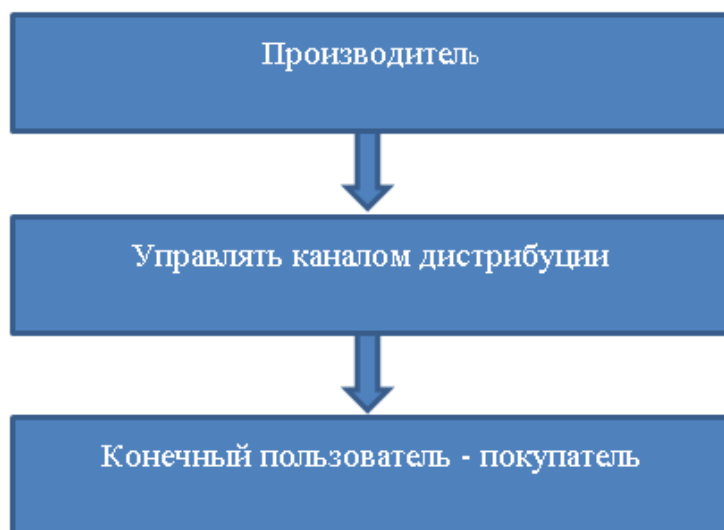 Производитель
Управлять каналом дистрибуции
Конечный пользователь - покупатель